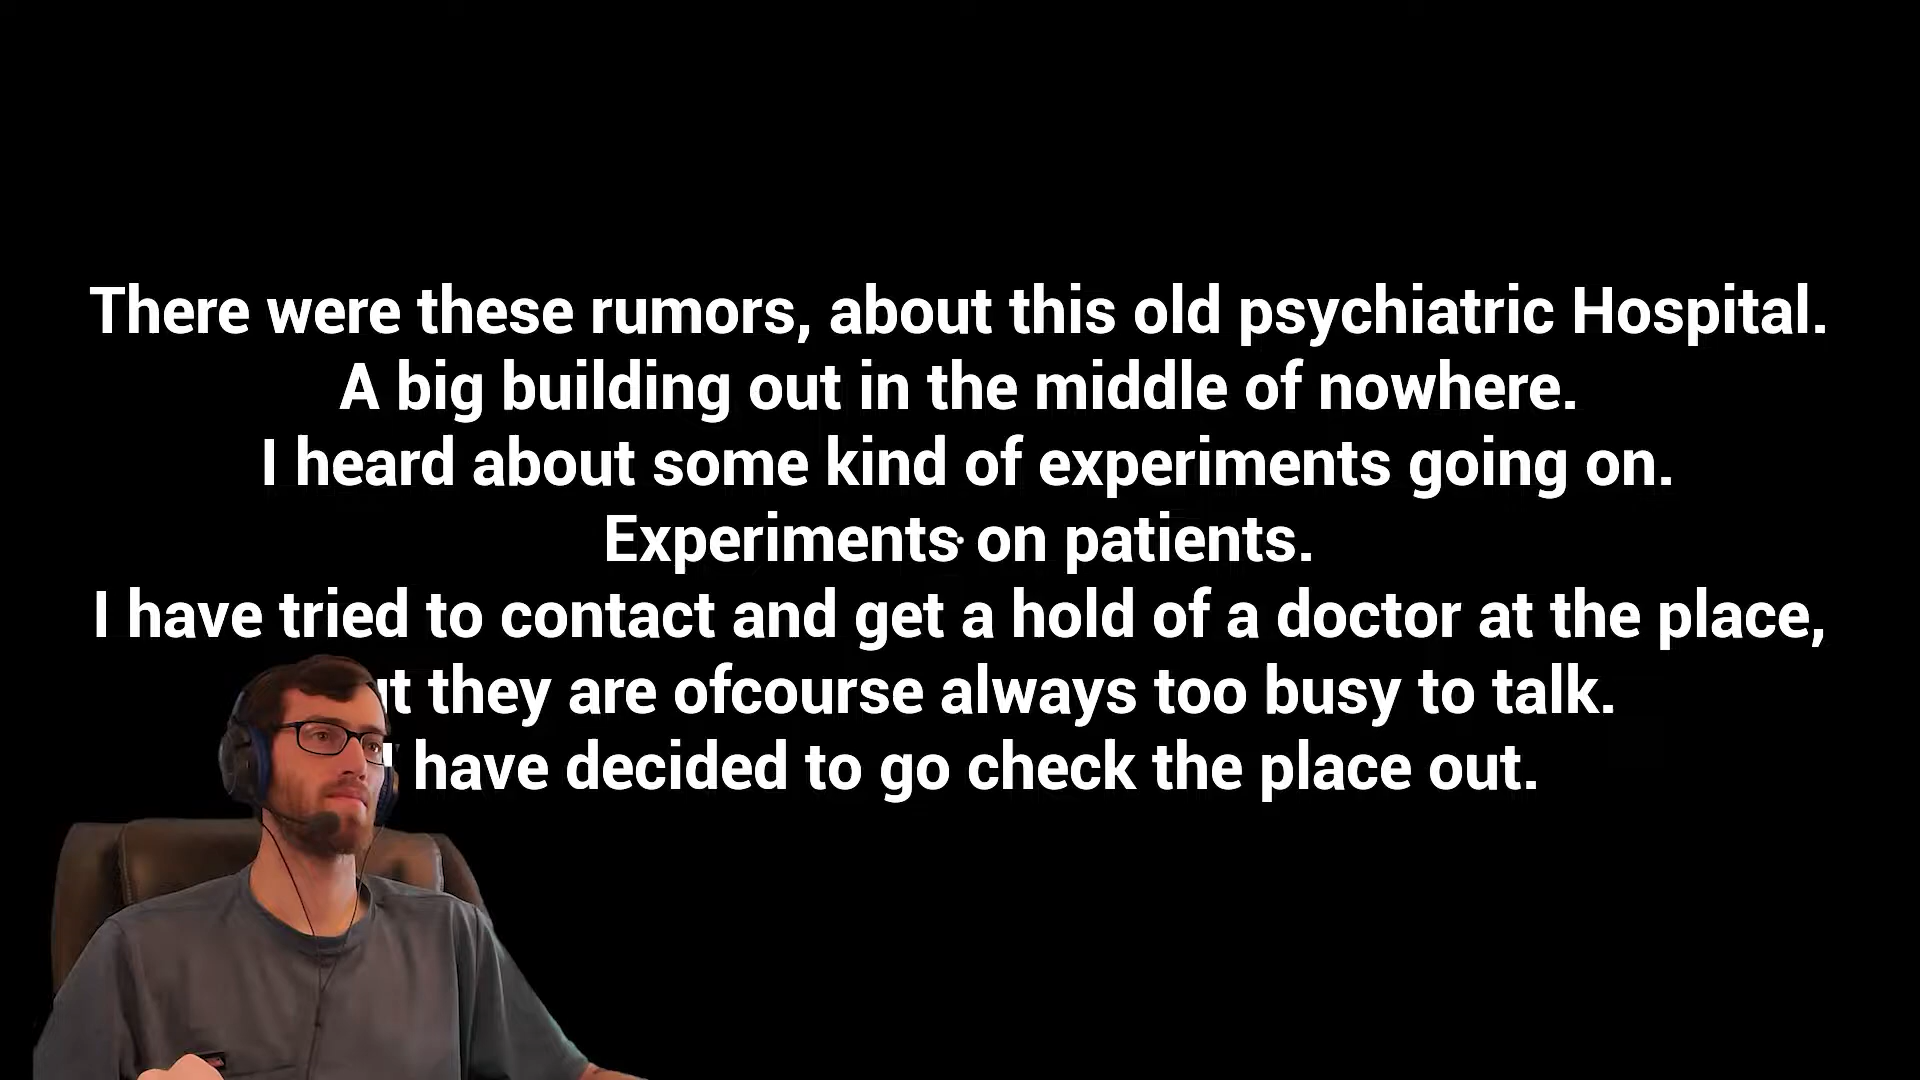 There were these rumors, about this old psychiatric Hospital.
A big building out in the middle of nowhere.
I heard about some kind of experiments going on.
Experiments on patients.
I have tried to contact and get a hold of a doctor at the place,
they are ofcourse always too busy to talk.
I have decided to go check the place out.